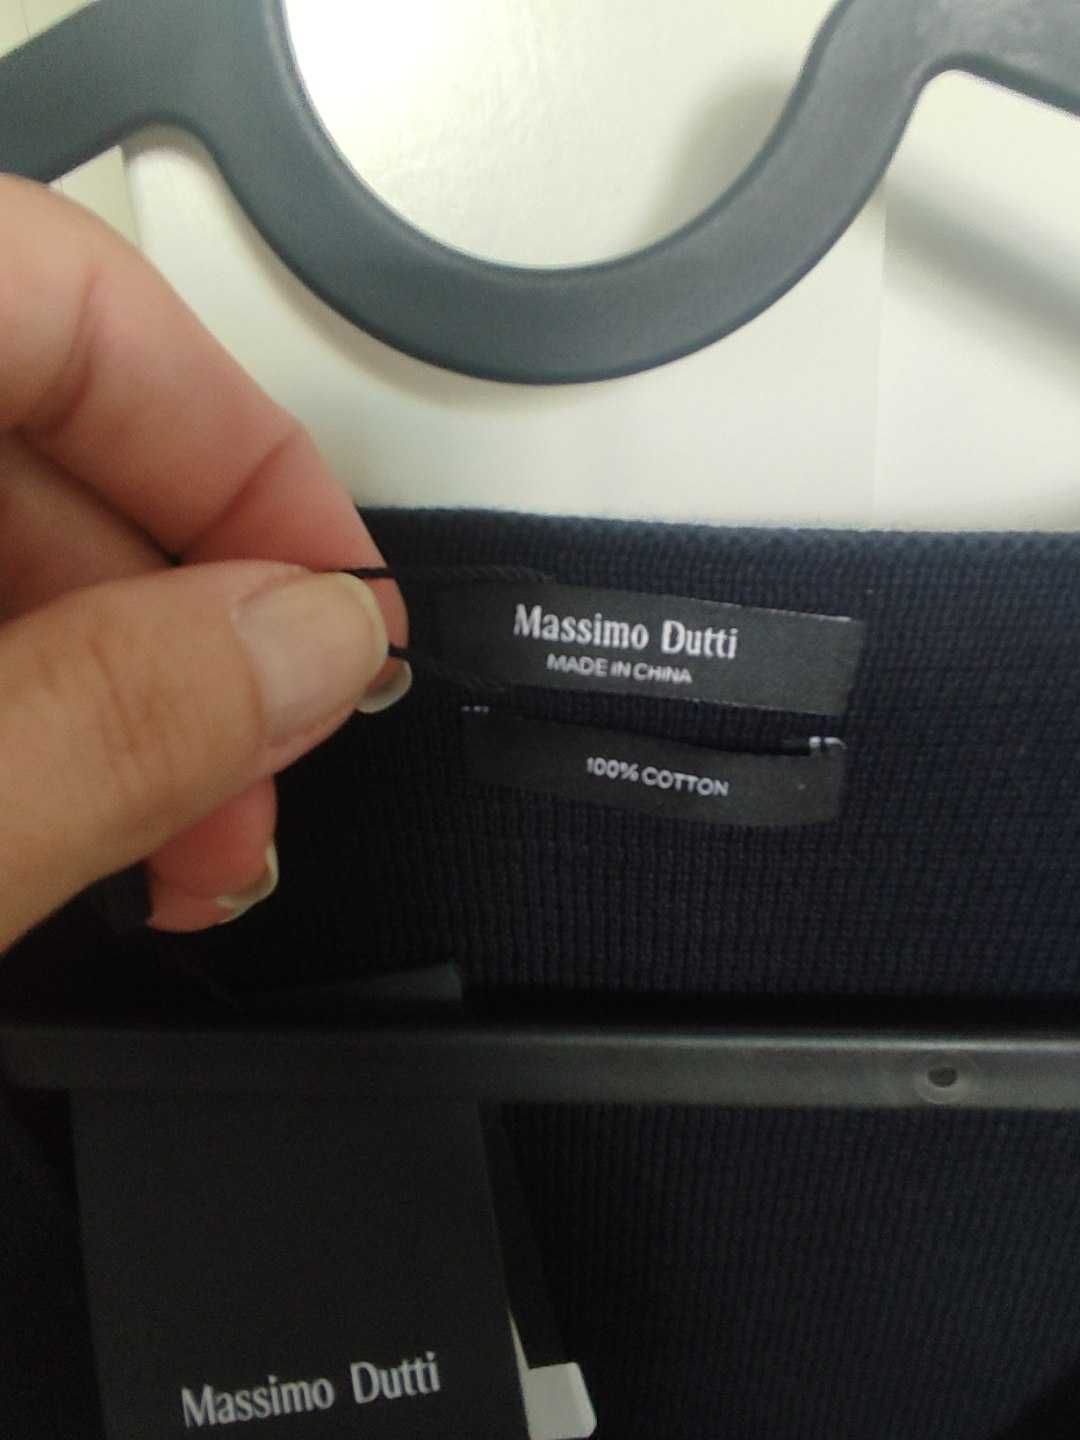 Massimo Dutti
MADE IN CHINA
100% COTTON
Massimo Dutti